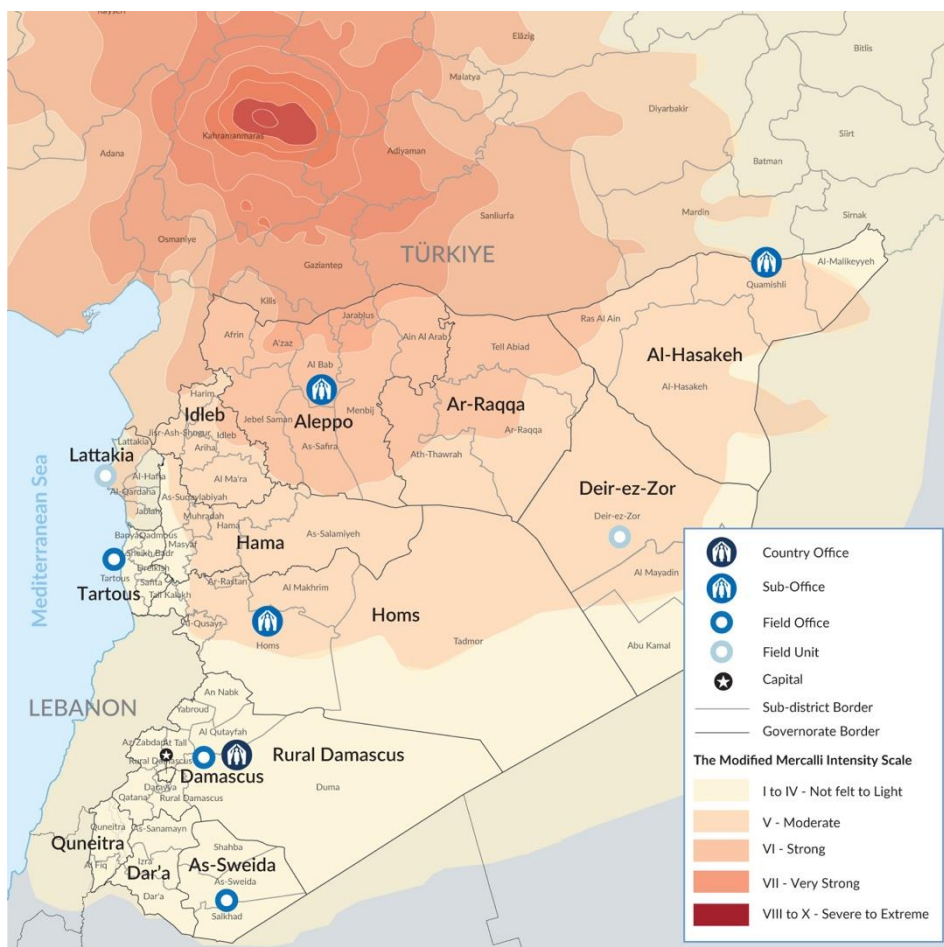 Kayseri
Elâzig
Bitlis
Malatya
Diyarbakir
Siirt
Kahramanmaras
Adana
Adiyaman
Batman
Mardin
Sirnak
Sanliurfa
Osmaniye
TÜRKIYE
Al-Malikeyyeh
Gaziantep
Quamishli
Kilis
Jarablus
Ras Al Ain
Afrin
A'zaz
Ain Al Arab
Tell Abiad
Al-Hasakeh
Al Bab
Al-Hasakeh
Harim
Idleb
Jebel Saman
Aleppo
Menbij
Ar-Raqqa
Ar-Raqqa
Lattakia
Jisr-Ash-Shugur
Idleb
Ariha
As-Safira
Ath-Thawrah
Lattakia
Al-Haffa
Al Ma'ra
Deir-ez-Zor
Al-Qardaha
As-Suqaylabiyah
Jablah
Muhradah
Deir-ez-Zor
Mediterranean Sea
Banyas
Qadmous
Hama
As-Salamiyeh
Masyaf
Hama
Sheikh Badr
Dreikish
Tartous
Safita
Ar-Rastan
Al Makhrim
Al Mayadin
Tartous
Tall Kalakh
Homs
Al-Qusayr
Homs
Tadmor
Abu Kamal
LEBANON
An Nabk
Yabroud
Al Qutayfah
Az-Zabdani
At Tall
Rural Damascus
Rural Damascus
Damascus
Darayya
Duma
Qatana
Rural Damascus
Quneitra
As-Sanamayn
Quneitra
Shahba
Al Fiq
Izra
As-Sweida
Dar'a
As-Sweida
Dar'a
Salkhad
Country Office
Sub-Office
Field Office
Field Unit
Capital
Sub-district Border
Governorate Border
The Modified Mercalli Intensity Scale
I to IV - Not felt to Light
V - Moderate
VI - Strong
VII - Very Strong
VIII to X - Severe to Extreme